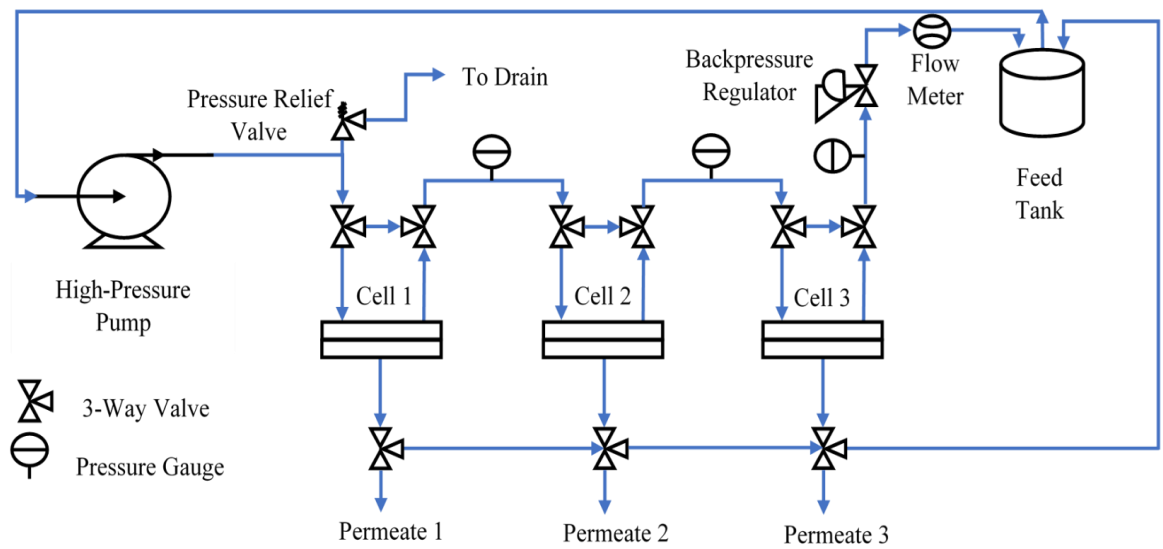 To Drain
Pressure Relief
Valve
Backpressure
Regulator
Flow
Meter
Feed
Tank
High-Pressure
Pump
Cell 1
Cell 2
Cell 3
3-Way Valve
Pressure Gauge
Permeate 1
Permeate 2
Permeate 3